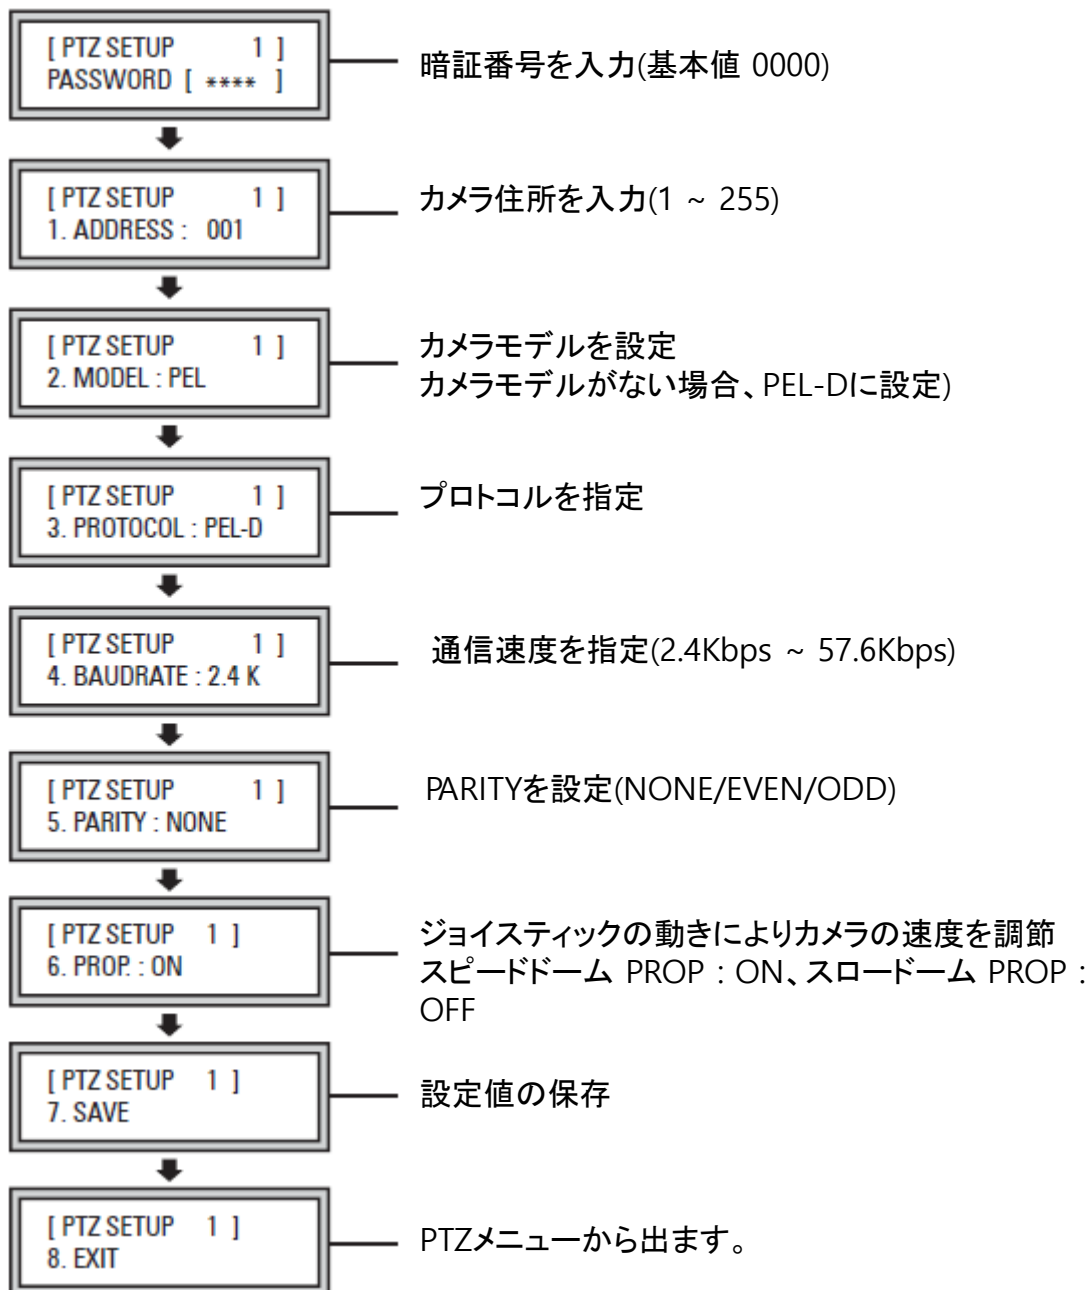 [ PTZ SETUP 1 ]
PASSWORD [ **** ]
暗証番号を入力(基本値 0000)
[ PTZ SETUP 1 ]
1. ADDRESS : 001
カメラ住所を入力(1 ~ 255)
[ PTZ SETUP 1 ]
2. MODEL : PEL
カメラモデルを設定
カメラモデルがない場合、PEL-Dに設定)
[ PTZ SETUP 1 ]
3. PROTOCOL : PEL-D
プロトコルを指定
[ PTZ SETUP 1 ]
4. BAUDRATE : 2.4 K
通信速度を指定(2.4Kbps ~ 57.6Kbps)
[ PTZ SETUP 1 ]
5. PARITY : NONE
PARITYを設定(NONE/EVEN/ODD)
[ PTZ SETUP 1 ]
6. PROP. : ON
ジョイスティックの動きによりカメラの速度を調節
スピードドーム PROP : ON、スロードーム PROP :
OFF
[ PTZ SETUP 1 ]
7. SAVE
設定値の保存
[ PTZ SETUP 1 ]
8. EXIT
PTZメニューから出ます。